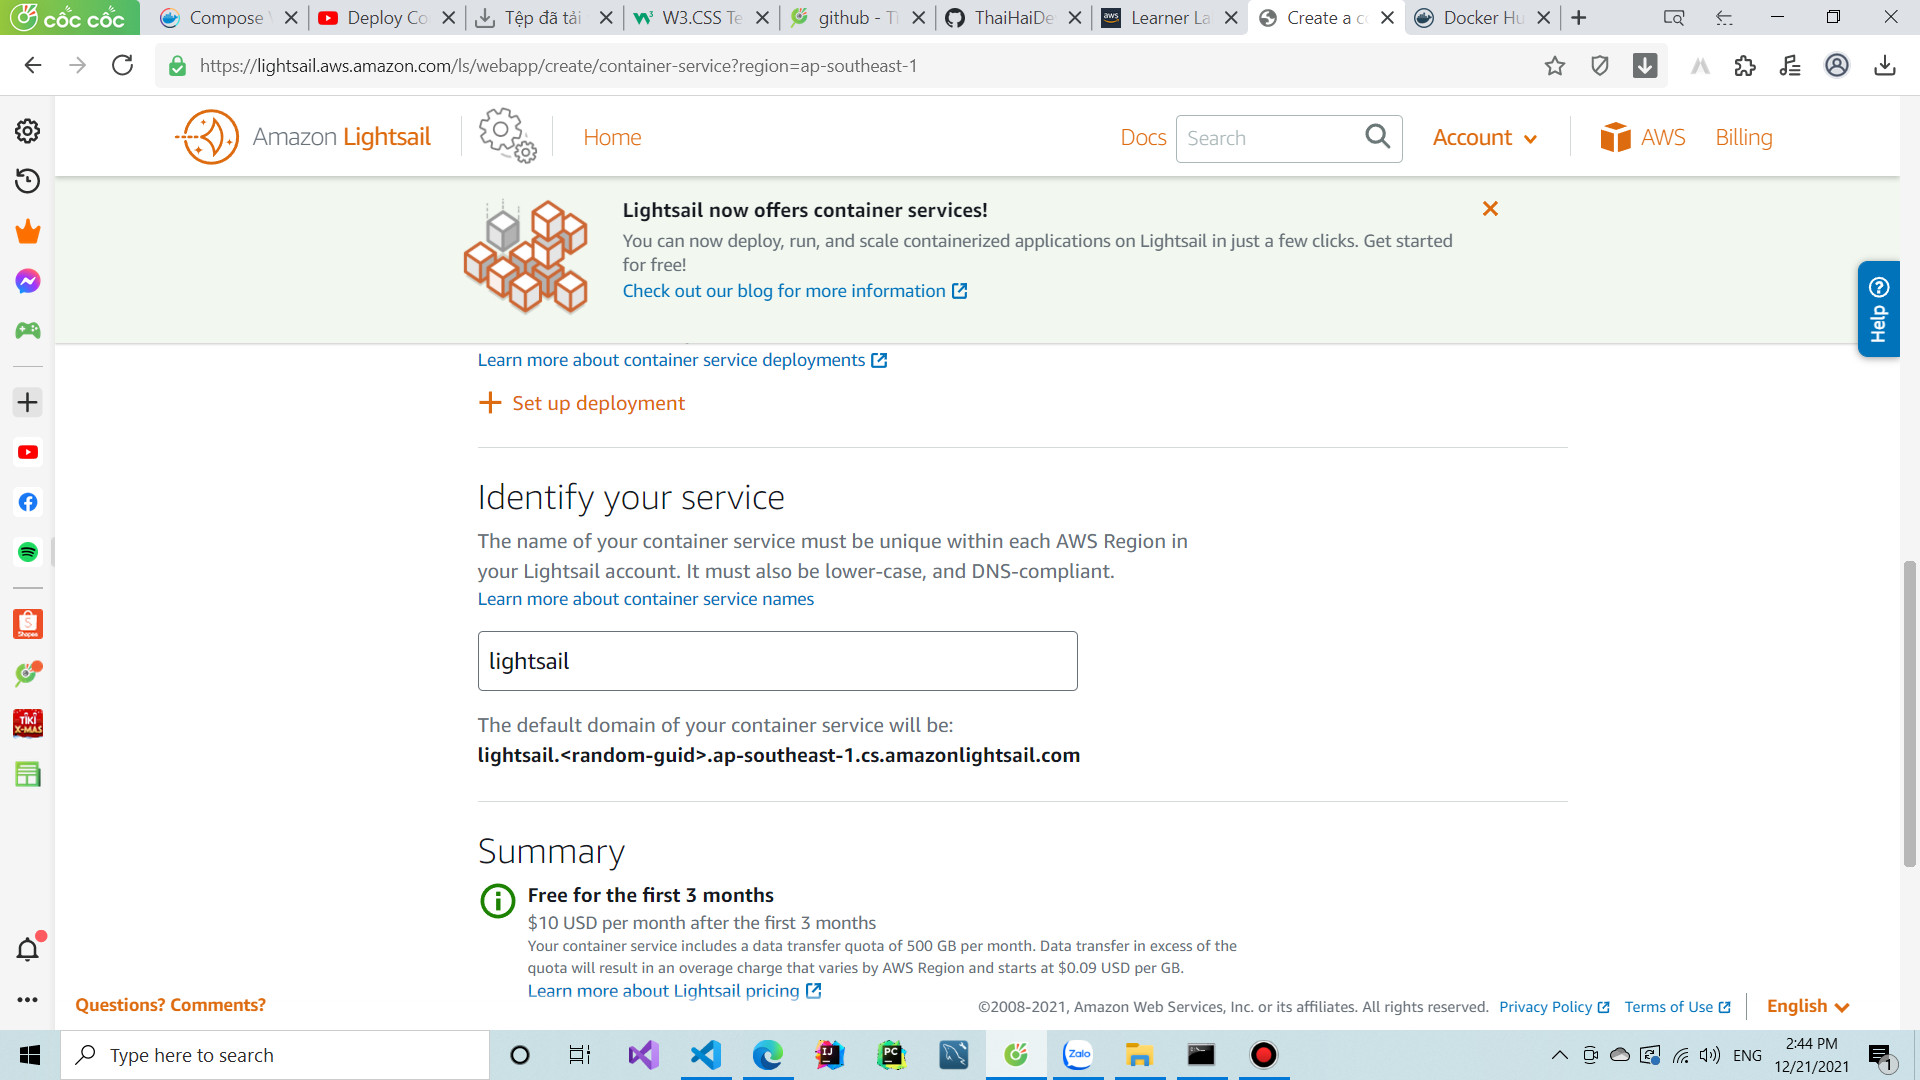 cốc cốc
Compose
Deploy Co
Tệp đã tải
W3.CSS Te
github - Ti
ThaiHaiDe
aws
Learner La
Create a co
Docker Hu
https://lightsail.aws.amazon.com/ls/webapp/create/container-service?region=ap-southeast-1
Amazon Lightsail
Home
Docs
Search
Account
AWS
Billing
Lightsail now offers container services!
You can now deploy, run, and scale containerized applications on Lightsail in just a few clicks. Get started
for free!
Check out our blog for more information
Help
Learn more about container service deployments
Set up deployment
Identify your service
The name of your container service must be unique within each AWS Region in
your Lightsail account. It must also be lower-case, and DNS-compliant.
Learn more about container service names
lightsail
The default domain of your container service will be:
lightsail.<random-guid>.ap-southeast-1.cs.amazonlightsail.com
Summary
Free for the first 3 months
$10 USD per month after the first 3 months
Your container service includes a data transfer quota of 500 GB per month. Data transfer in excess of the
quota will result in an overage charge that varies by AWS Region and starts at $0.09 USD per GB.
Learn more about Lightsail pricing
Questions? Comments?
©2008-2021, Amazon Web Services, Inc. or its affiliates. All rights reserved.
Privacy Policy
Terms of Use
English
Shopee
TIKI
X-MAS
Type here to search
IJ
PC
Zalo
ENG
2:44 PM
12/21/2021
1